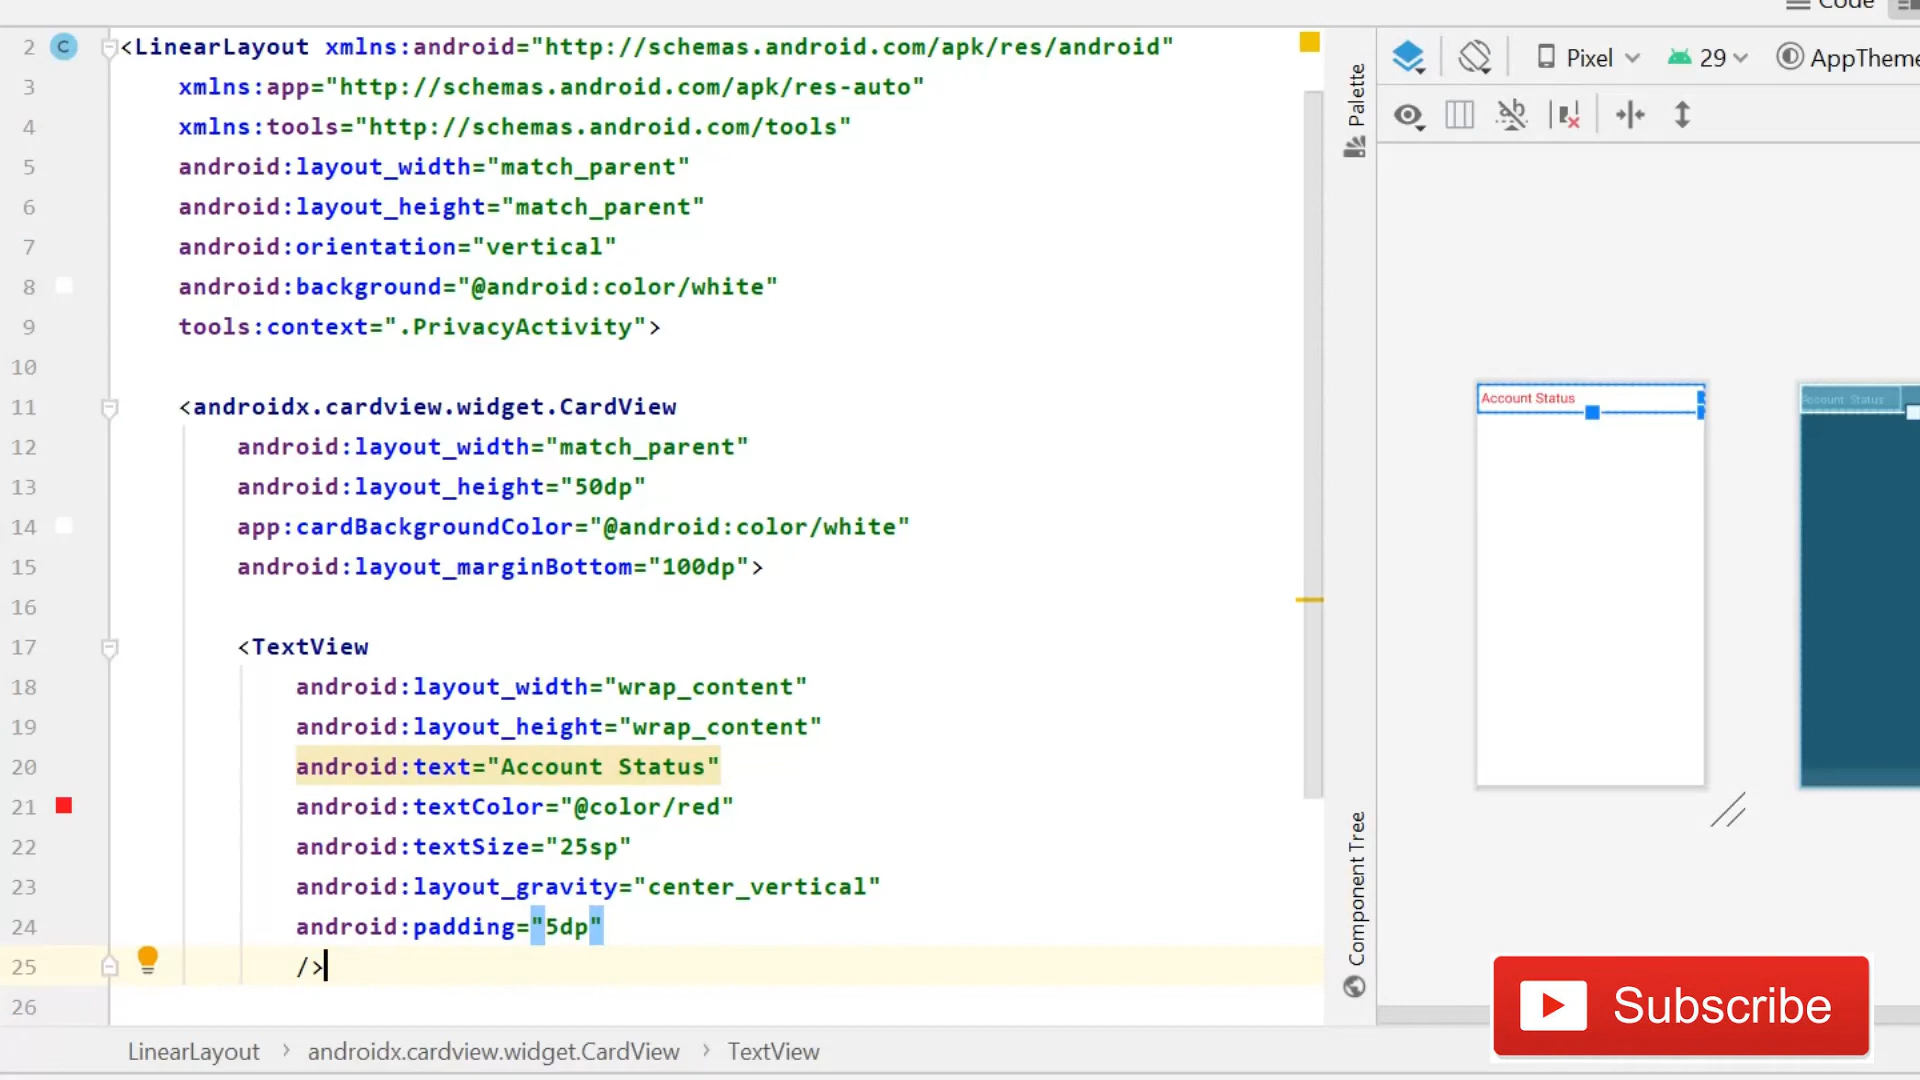 Code
2 C <LinearLayout xmlns:android="http://schemas.android.com/apk/res/android"
3 xmlns:app="http://schemas.android.com/apk/res-auto"
4 xmlns:tools="http://schemas.android.com/tools"
5 android:layout_width="match_parent"
6 android:layout_height="match_parent"
7 android:orientation="vertical"
8 android:background="@android:color/white"
9 tools:context=".PrivacyActivity">
10
11 <androidx.cardview.widget.CardView
12 android:layout_width="match_parent"
13 android:layout_height="50dp"
14 app:cardBackgroundColor="@android:color/white"
15 android:layout_marginBottom="100dp">
16
17 <TextView
18 android:layout_width="wrap_content"
19 android:layout_height="wrap_content"
20 android:text="Account Status"
21 android:textColor="@color/red"
22 android:textSize="25sp"
23 android:layout_gravity="center_vertical"
24 android:padding="5dp"
25 />
26
LinearLayout > androidx.cardview.widget.CardView > TextView
Palette
Component Tree
Pixel 29 AppTheme
Account Status
Account Status
Subscribe